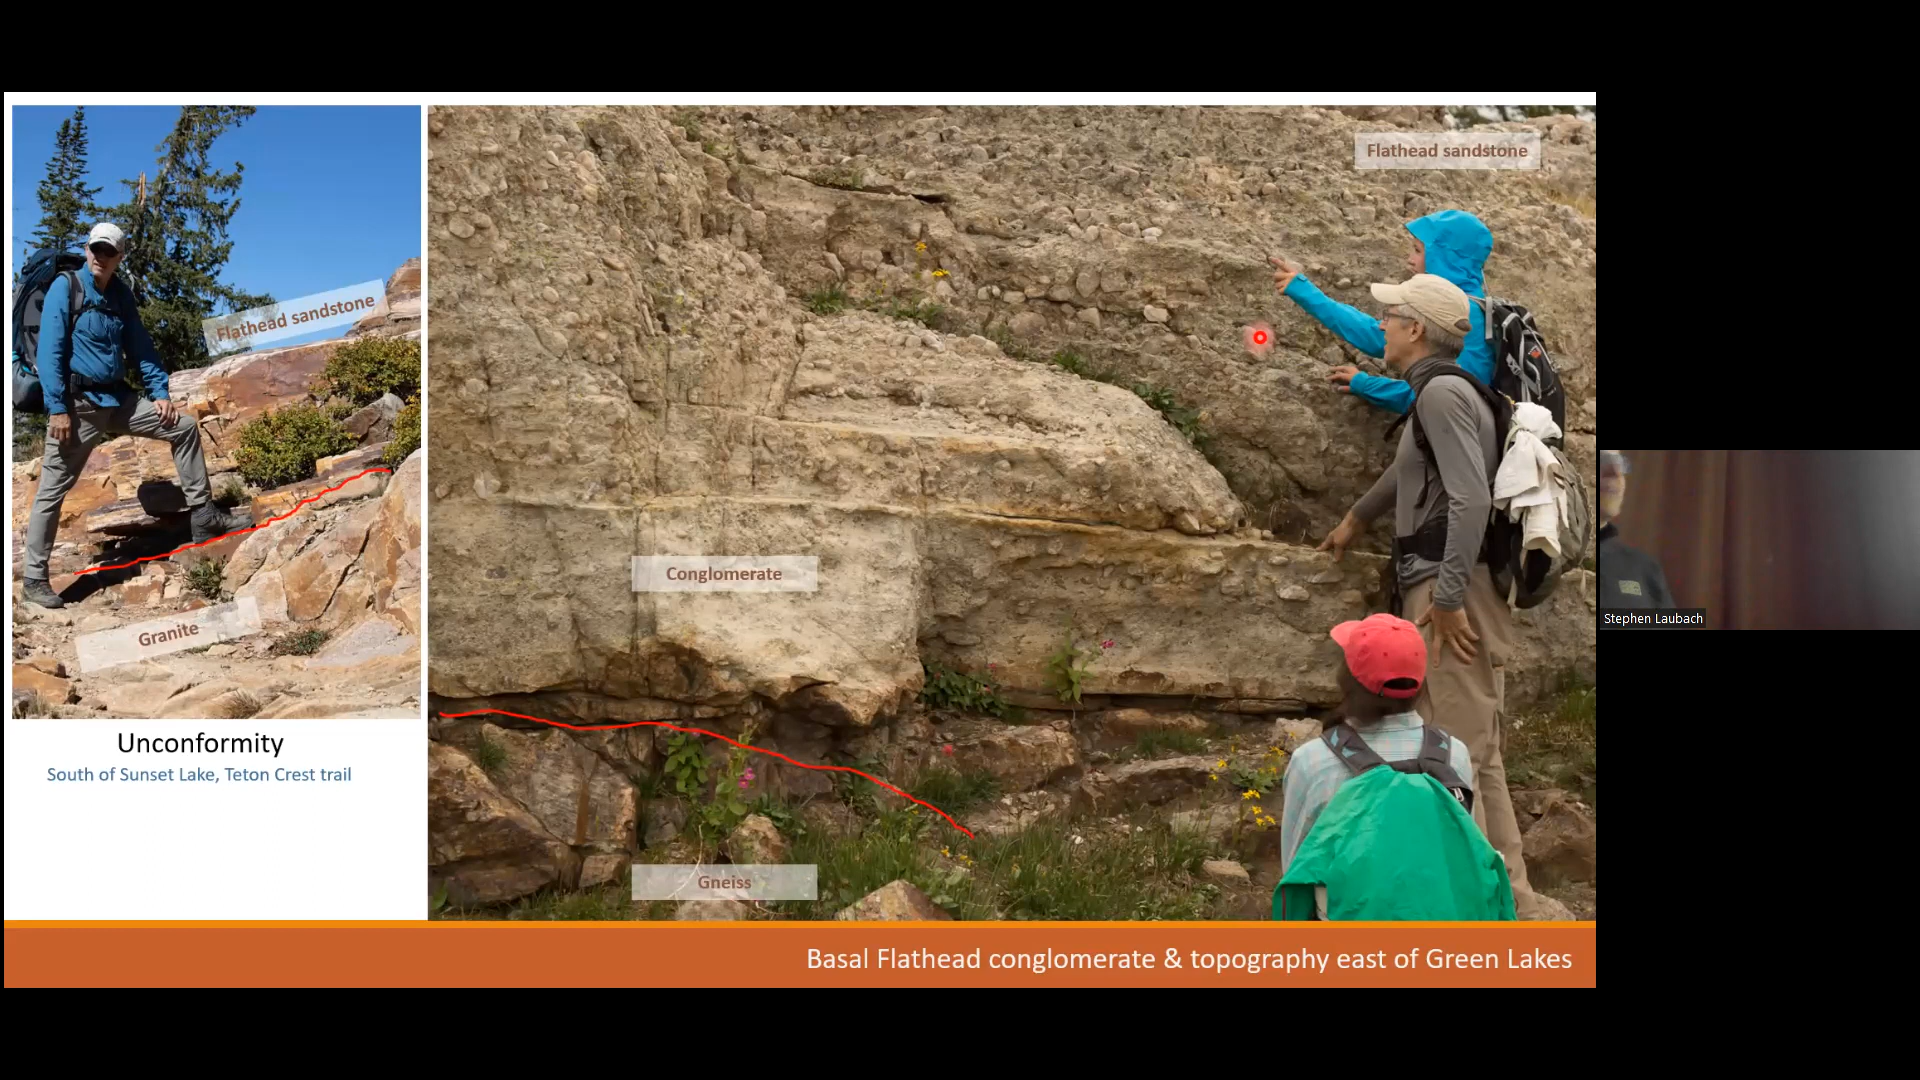 Flathead sandstone
Granite
Unconformity
South of Sunset Lake, Teton Crest trail
Flathead sandstone
Conglomerate
Gneiss
Basal Flathead conglomerate & topography east of Green Lakes
Stephen Laubach